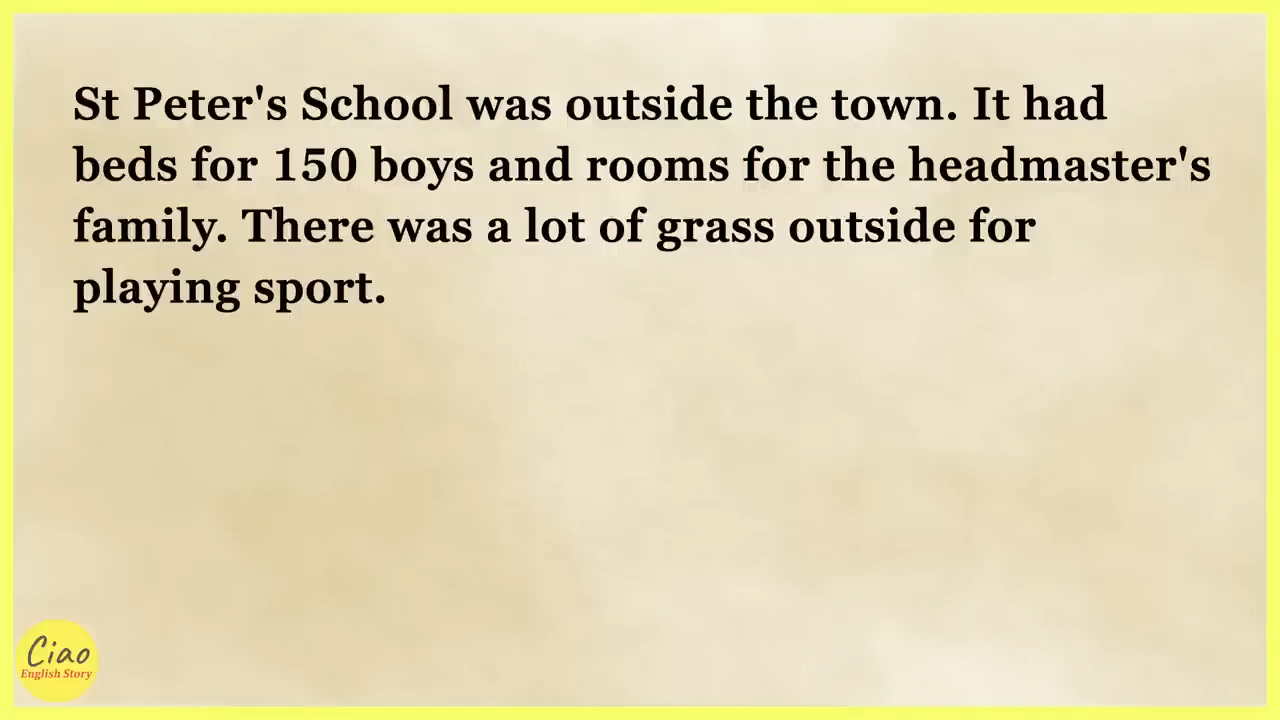 St Peter's School was outside the town. It had
beds for 150 boys and rooms for the headmaster's
family. There was a lot of grass outside for
playing sport.
Ciao
English Story